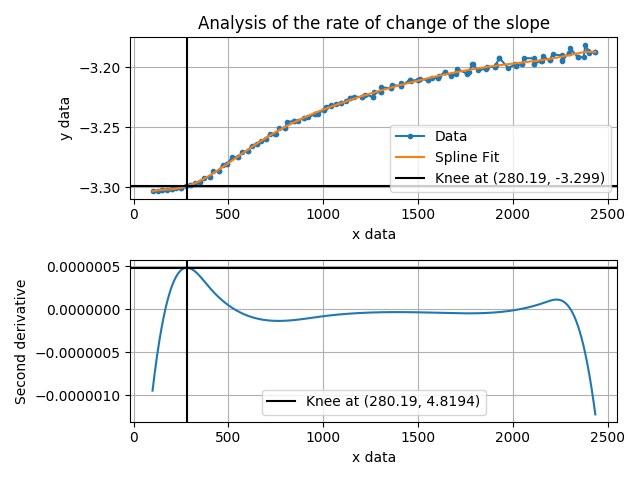 Analysis of the rate of change of the slope
y data
−3.20
−3.25
−3.30
Data
Spline Fit
Knee at (280.19, -3.299)
0 500 1000 1500 2000 2500
x data
Second derivative
0.0000005
0.0000000
−0.0000005
−0.0000010
Knee at (280.19, 4.8194)
0 500 1000 1500 2000 2500
x data